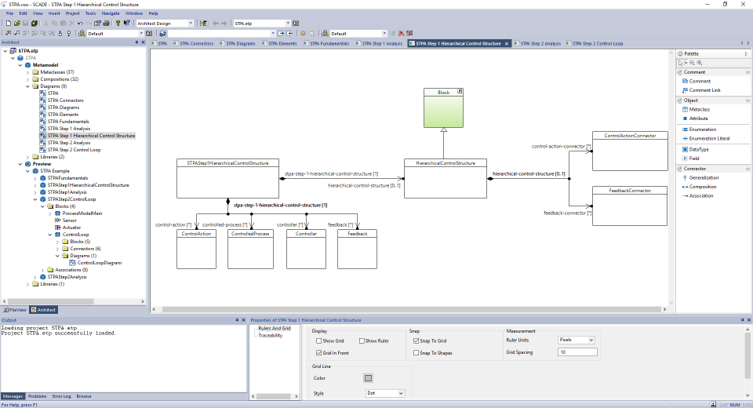 STPA.vsw - SCADE - STPA Step 1 Hierarchical Control Structure
File Edit View Insert Project Tools Navigate Window Help
Architect Design
STPA.etp
Default
Default
Architect
STPA STPA Connectors STPA Diagrams STPA Elements STPA Fundamentals STPA Step 1 Analysis STPA Step 1 Hierarchical Control Structure STPA Step 2 Analysis STPA Step 2 Control Loop
STPA.etp
STPA
Metamodel
Metaclasses (37)
Compositions (32)
Diagrams (9)
STPA
STPA Connectors
STPA Diagrams
STPA Elements
STPA Fundamentals
STPA Step 1 Analysis
STPA Step 1 Hierarchical Control Structure
STPA Step 2 Analysis
STPA Step 2 Control Loop
Libraries (2)
Preview
STPA Example
STPAFundamentals
STPAStep1HierarchicalControlStructure
STPAStep1Analysis
STPAStep2ControlLoop
Blocks (4)
ProcessModelMain
Sensor
Actuator
ControlLoop
Blocks (5)
Connectors (6)
Diagrams (1)
ControlLoopDiagram
Associations (8)
STPAStep2Analysis
Libraries (1)
FileView Architect
Block
STPAStep1HierarchicalControlStructure
stpa-step-1-hierarchical-control-structure [?]
hierarchical-control-structure [0..1]
HierarchicalControlStructure
hierarchical-control-structure [0..1]
control-action-connector [*]
ControlActionConnector
FeedbackConnector
feedback-connector [*]
stpa-step-1-hierarchical-control-structure [?]
control-action [*] controlled-process [*] controller [*] feedback [*]
ControlAction ControlledProcess Controller Feedback
Palette
Comment
Comment
Comment Link
Object
Metaclass
Attribute
Enumeration
Enumeration Literal
DataType
Field
Connector
Generalization
Composition
Association
Output
Loading project STPA.etp
Project STPA.etp successfully loaded.
Messages Problems Error Log Browse
Properties of STPA Step 1 Hierarchical Control Structure
Rulers And Grid
Traceability
Display
Show Grid Show Ruler
Grid In Front
Snap
Snap To Grid
Snap To Shapes
Measurement
Ruler Units Pixels
Grid Spacing 10
Grid Line
Color
Style Dot
For Help, press F1
NUM